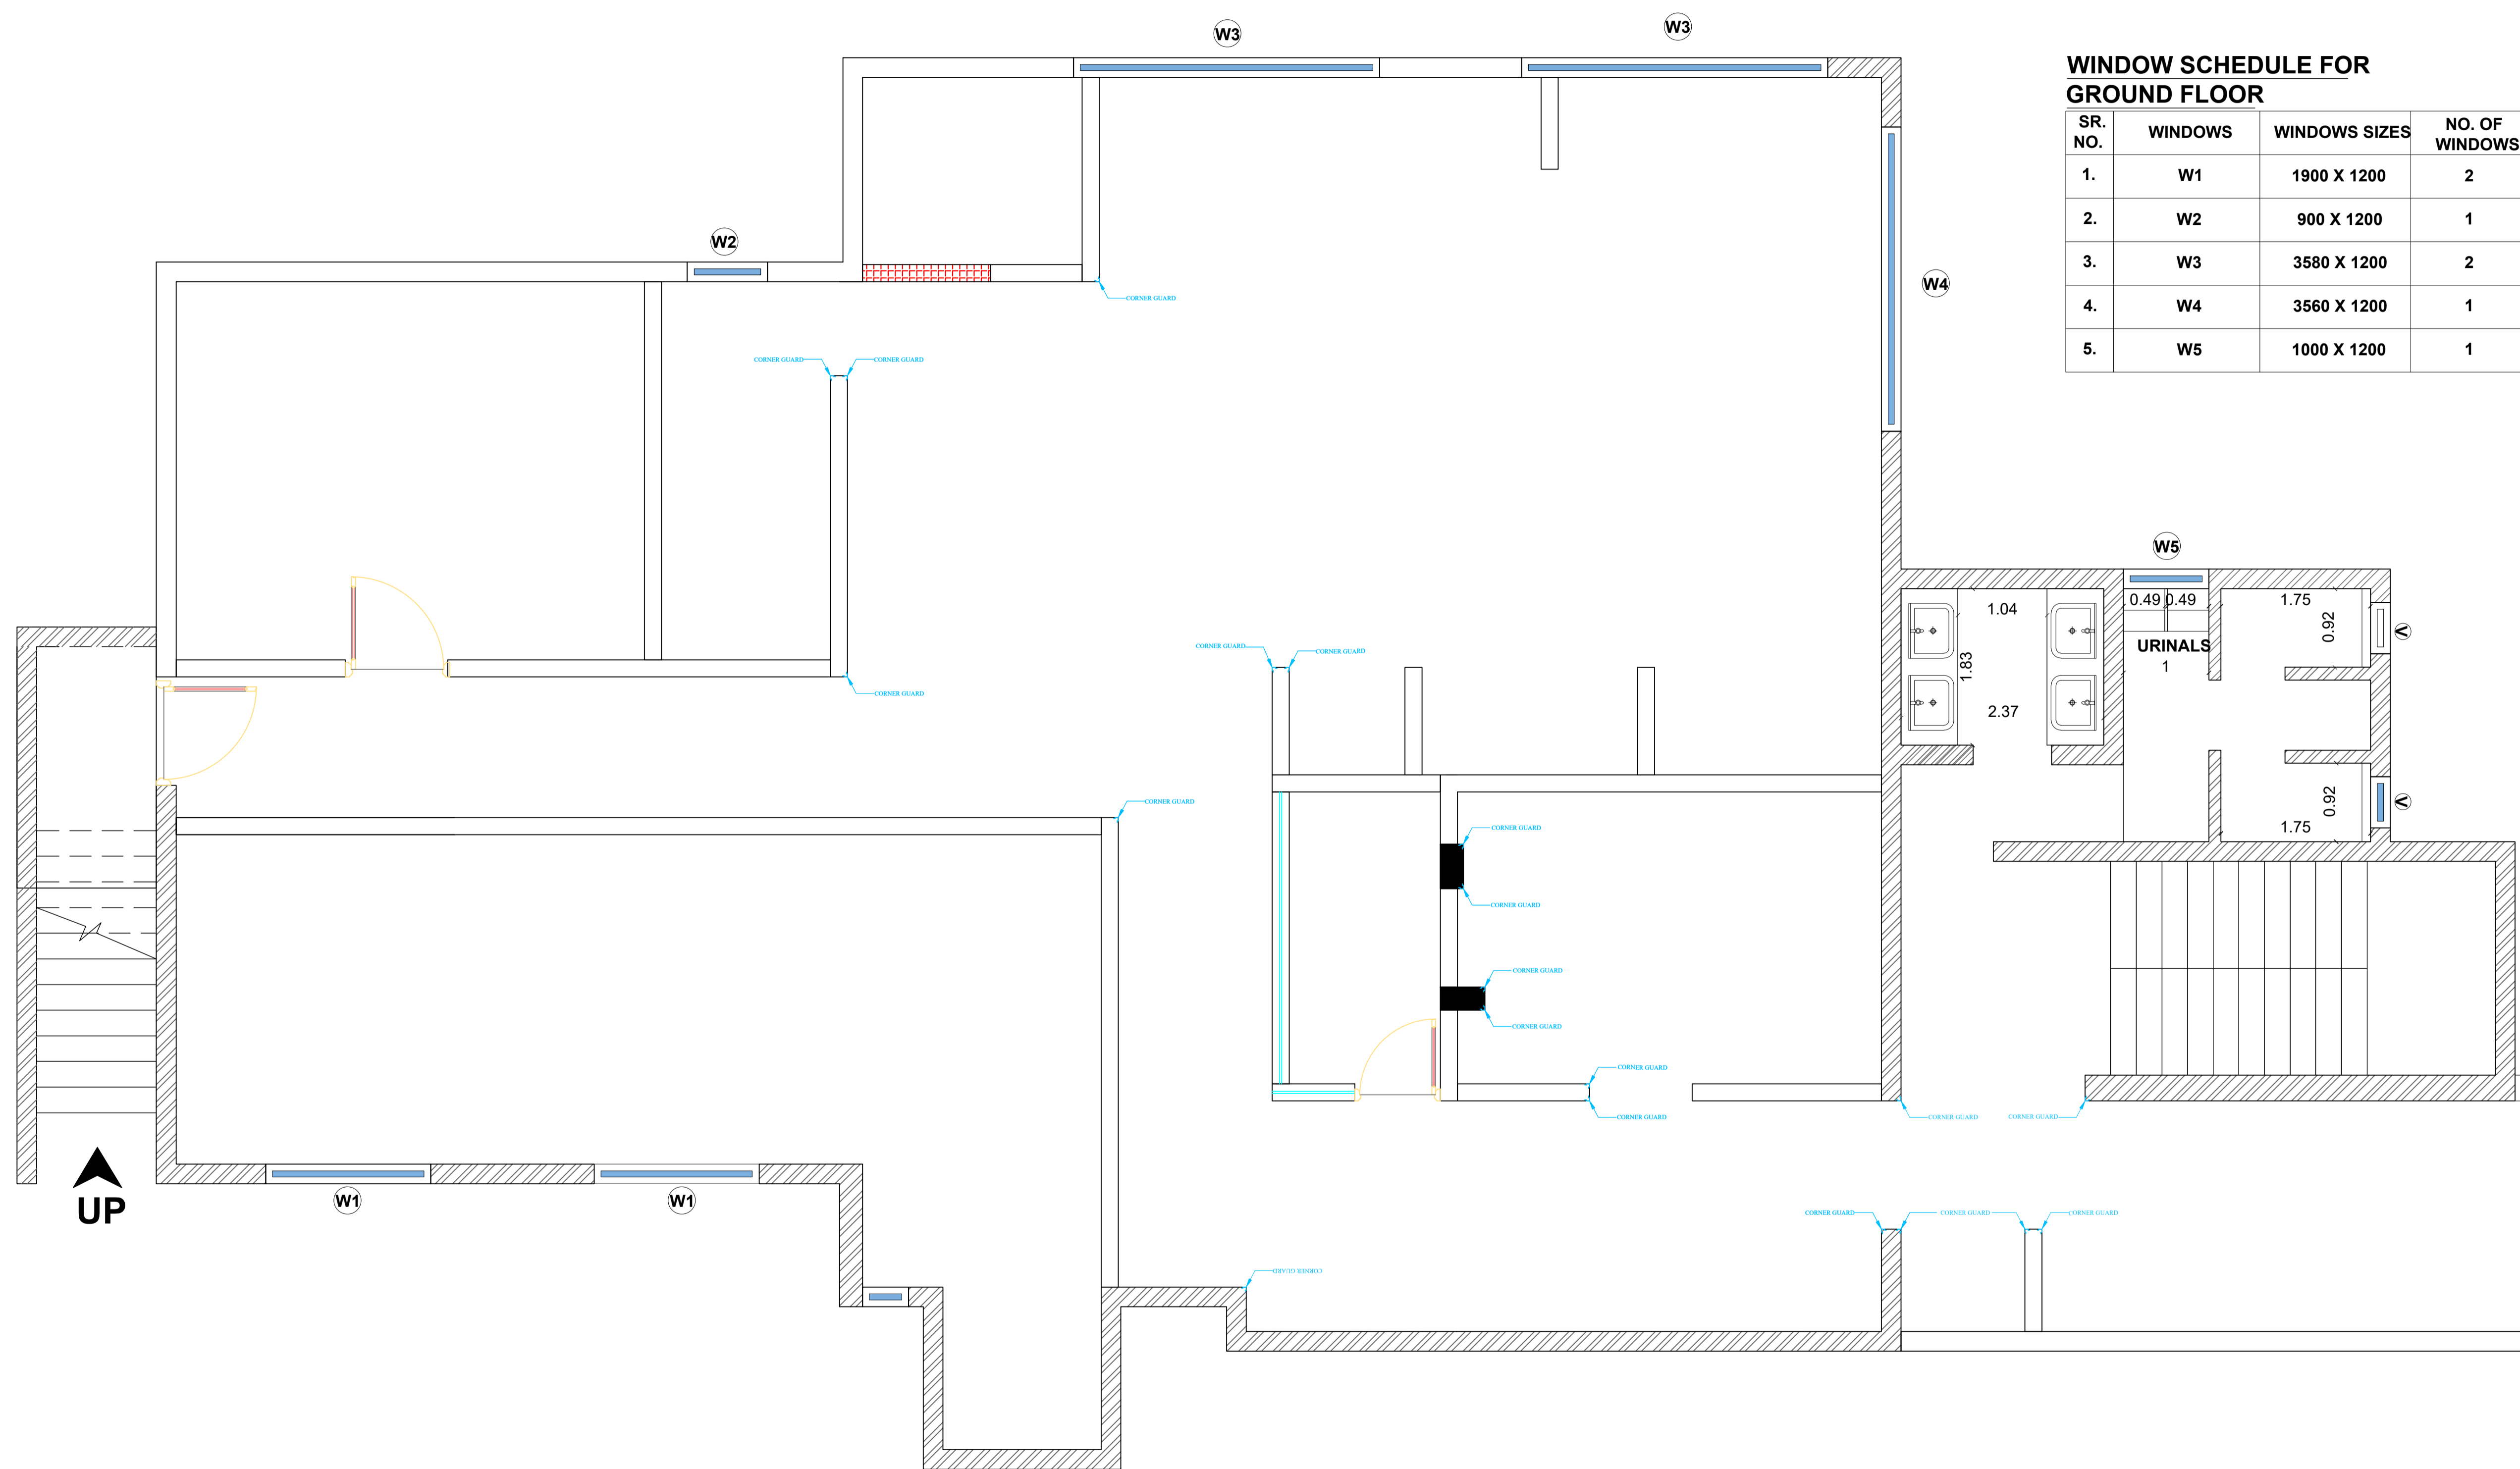 W3
W3
WINDOW SCHEDULE FOR
GROUND FLOOR
SR. NO. WINDOWS WINDOWS SIZES NO. OF WINDOWS
1. W1 1900 X 1200 2
2. W2 900 X 1200 1
3. W3 3580 X 1200 2
4. W4 3560 X 1200 1
5. W5 1000 X 1200 1
W2
W4
CORNER GUARD
CORNER GUARD CORNER GUARD
W5
0.49 0.49
1.75
1.04
0.92
V
URINALS
1
1.83
2.37
CORNER GUARD
CORNER GUARD
CORNER GUARD
CORNER GUARD
0.92
V
1.75
CORNER GUARD
CORNER GUARD
CORNER GUARD
CORNER GUARD
CORNER GUARD
CORNER GUARD
CORNER GUARD
CORNER GUARD
W1
W1
UP
CORNER GUARD
CORNER GUARD
CORNER GUARD
CORNER GUARD